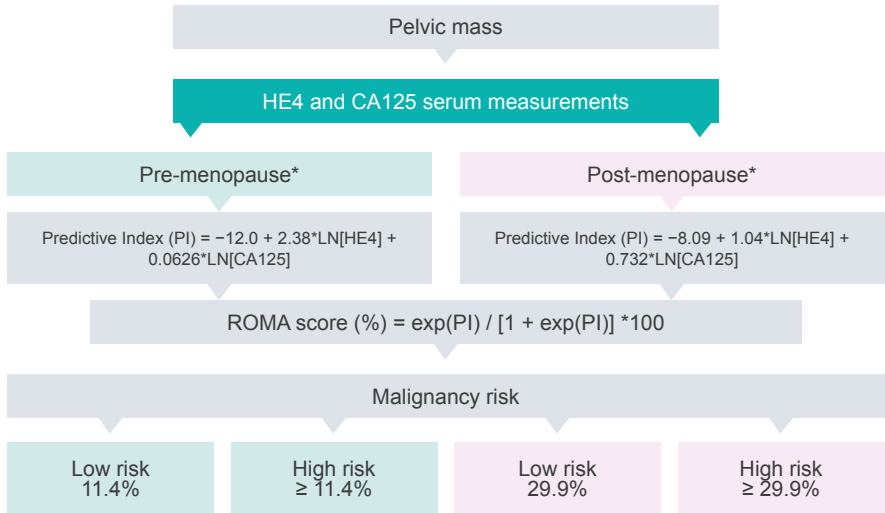 Pelvic mass
HE4 and CA125 serum measurements
Pre-menopause*
Post-menopause*
Predictive Index (PI) = −12.0 + 2.38*LN[HE4] +
0.0626*LN[CA125]
Predictive Index (PI) = −8.09 + 1.04*LN[HE4] +
0.732*LN[CA125]
ROMA score (%) = exp(PI) / [1 + exp(PI)] *100
Malignancy risk
Low risk
11.4%
High risk
≥ 11.4%
Low risk
29.9%
High risk
≥ 29.9%